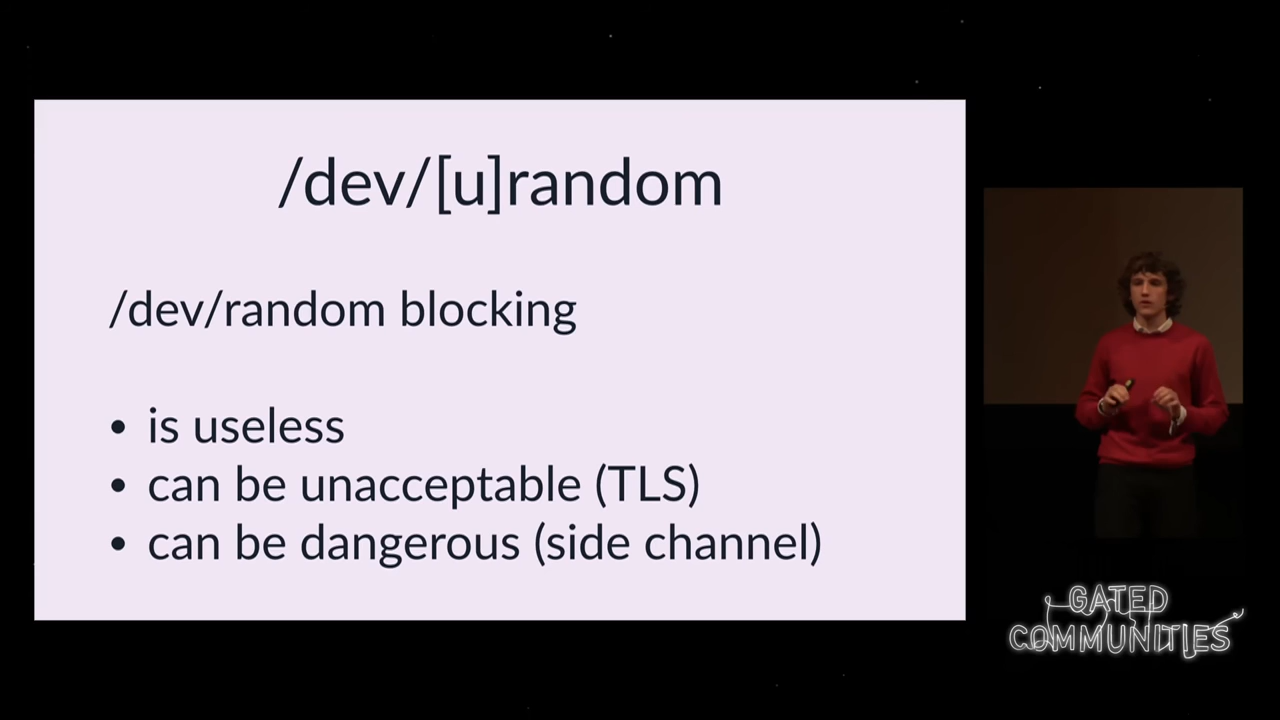 /dev/[u]random
/dev/random blocking
• is useless
• can be unacceptable (TLS)
• can be dangerous (side channel)
GATED
COMMUNITIES